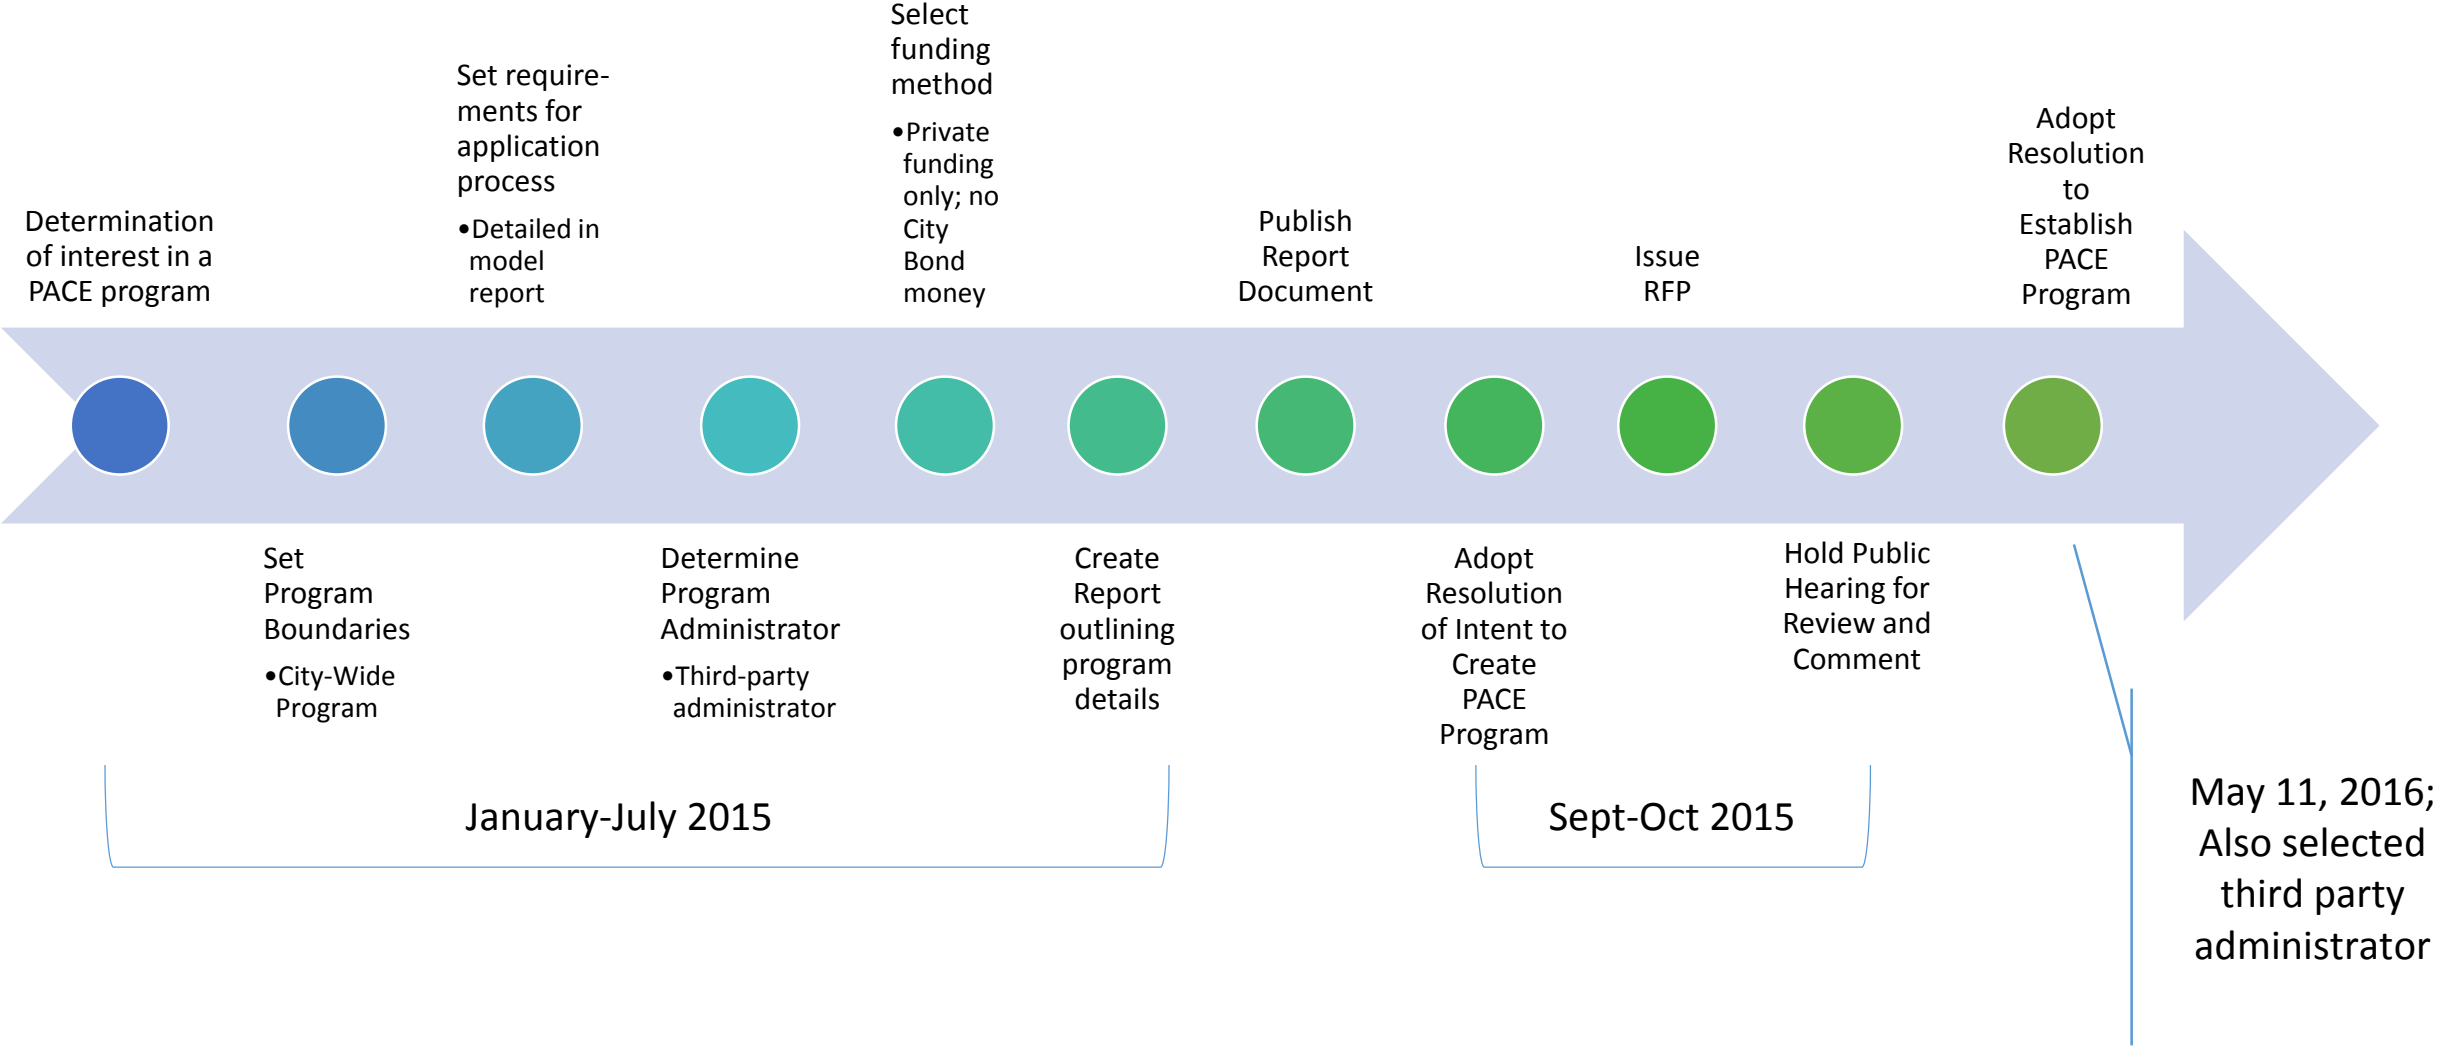 Determination
of interest in a
PACE program
Set
Program
Boundaries
•City-Wide
Program
Set require-
ments for
application
process
•Detailed in
model
report
Determine
Program
Administrator
•Third-party
administrator
Select
funding
method
•Private
funding
only; no
City
Bond
money
Create
Report
outlining
program
details
Publish
Report
Document
Adopt
Resolution
of Intent to
Create
PACE
Program
Issue
RFP
Hold Public
Hearing for
Review and
Comment
Adopt
Resolution
to
Establish
PACE
Program
January-July 2015
Sept-Oct 2015
May 11, 2016;
Also selected
third party
administrator